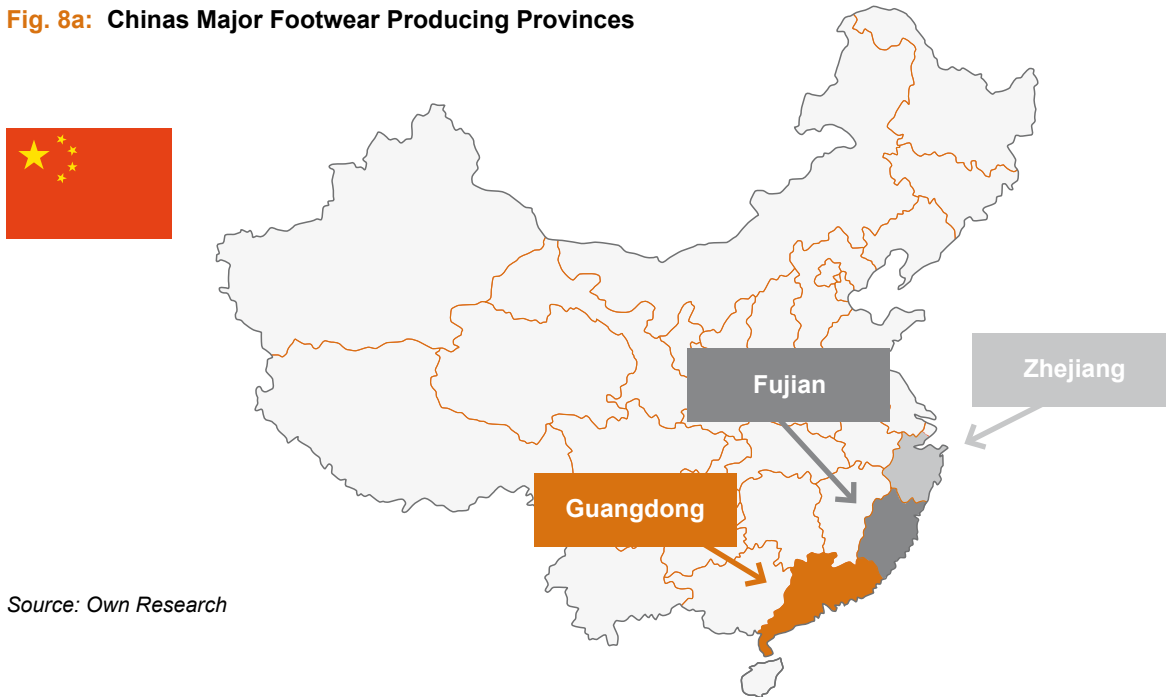 Fig. 8a: Chinas Major Footwear Producing Provinces
Zhejiang
Fujian
Guangdong
Source: Own Research